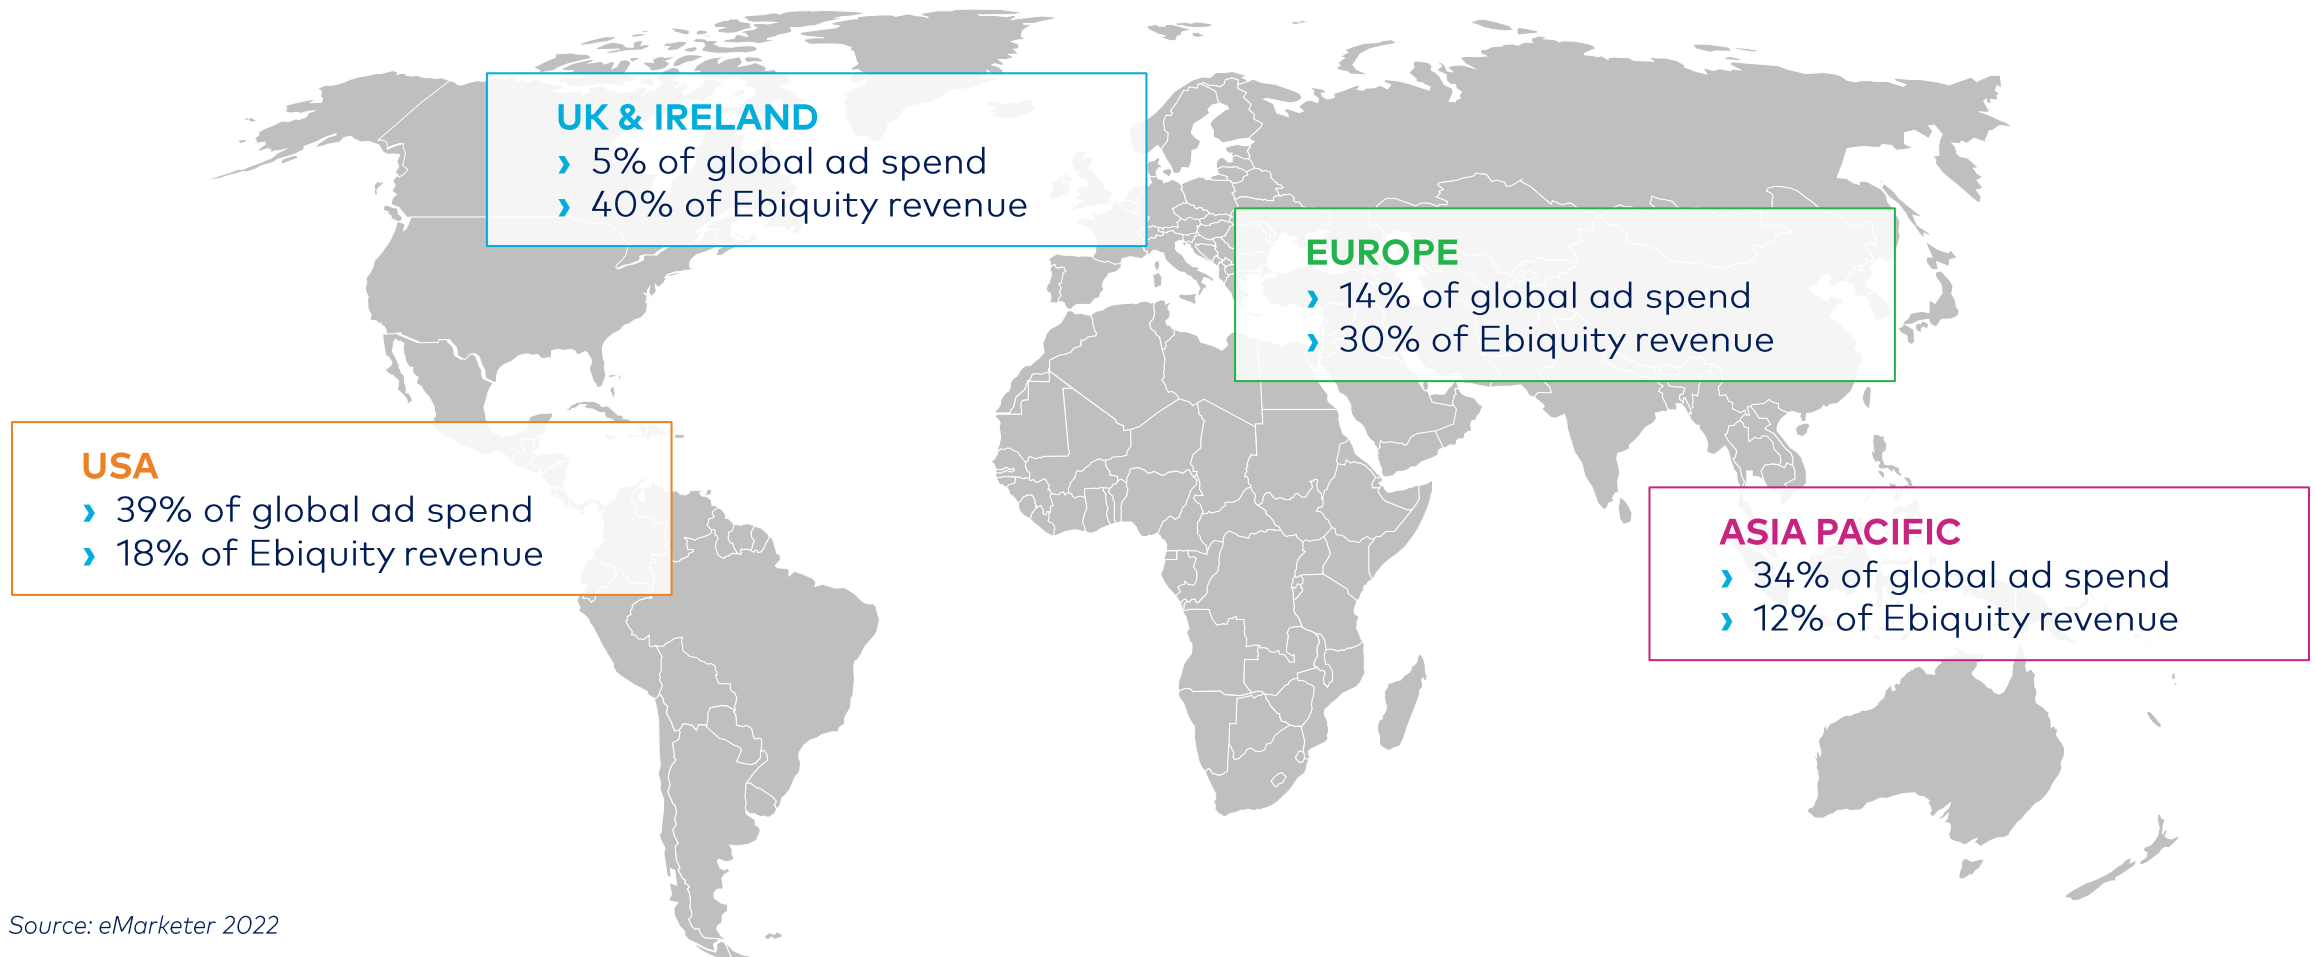 UK & IRELAND
› 5% of global ad spend
› 40% of Ebiquity revenue
EUROPE
› 14% of global ad spend
› 30% of Ebiquity revenue
USA
› 39% of global ad spend
› 18% of Ebiquity revenue
ASIA PACIFIC
› 34% of global ad spend
› 12% of Ebiquity revenue
Source: eMarketer 2022